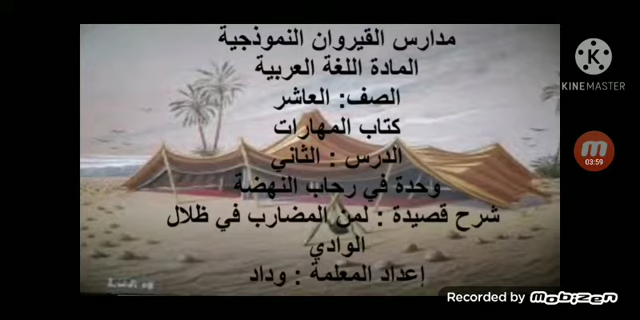 مدارس القيروان النموذجية
المادة اللغة العربية
الصف: العاشر
كتاب المهارات
الدرس : الثاني
وحدة في رحاب النهضة
شرح قصيدة : لمن المضارب في ظلال
الوادي
إعداد المعلمة : وداد
KINEMASTER
03:59
Recorded by Mobizen